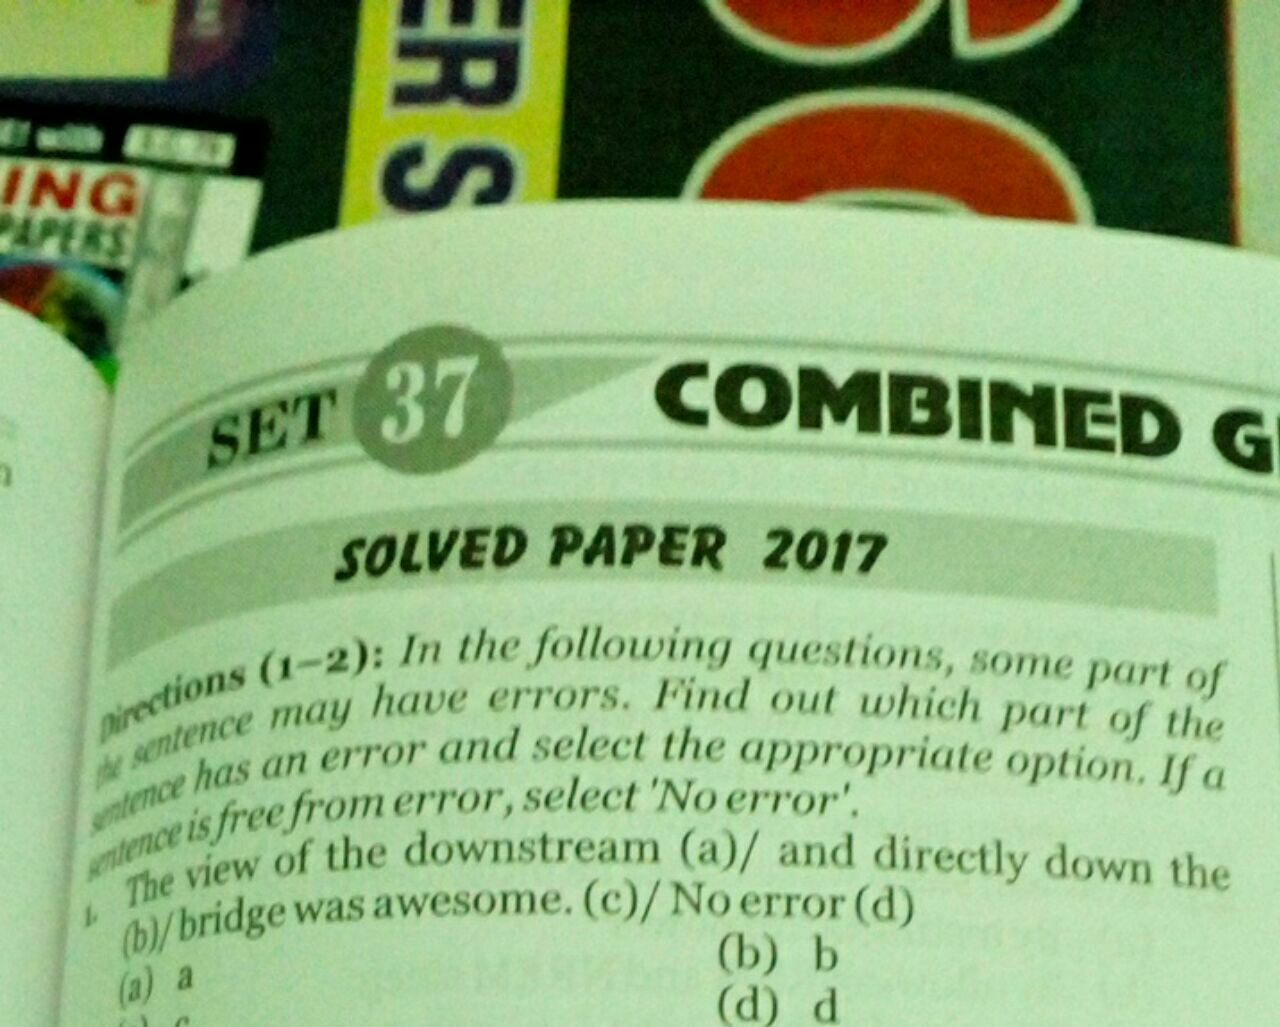 ERS
with
ING
PAPERS
SET 37 COMBINED G
SOLVED PAPER 2017
Directions (1–2): In the following questions, some part of
the sentence may have errors. Find out which part of the
sentence has an error and select the appropriate option. If a
sentence is free from error, select 'No error'.
1. The view of the downstream (a)/ and directly down the
(b)/ bridge was awesome. (c)/ No error (d)
(a) a (b) b
(d) d